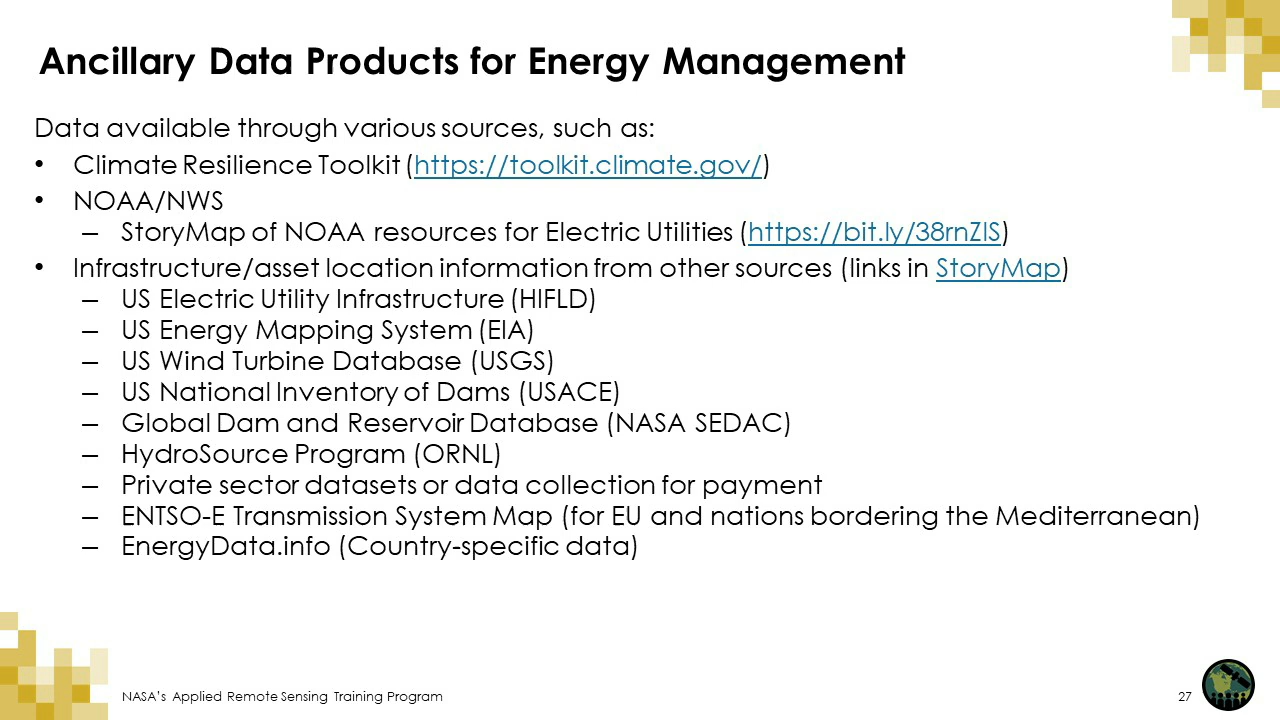 Ancillary Data Products for Energy Management
Data available through various sources, such as:
• Climate Resilience Toolkit (https://toolkit.climate.gov/)
• NOAA/NWS
– StoryMap of NOAA resources for Electric Utilities (https://bit.ly/38rnZlS)
• Infrastructure/asset location information from other sources (links in StoryMap)
– US Electric Utility Infrastructure (HIFLD)
– US Energy Mapping System (EIA)
– US Wind Turbine Database (USGS)
– US National Inventory of Dams (USACE)
– Global Dam and Reservoir Database (NASA SEDAC)
– HydroSource Program (ORNL)
– Private sector datasets or data collection for payment
– ENTSO-E Transmission System Map (for EU and nations bordering the Mediterranean)
– EnergyData.info (Country-specific data)
NASA's Applied Remote Sensing Training Program
27